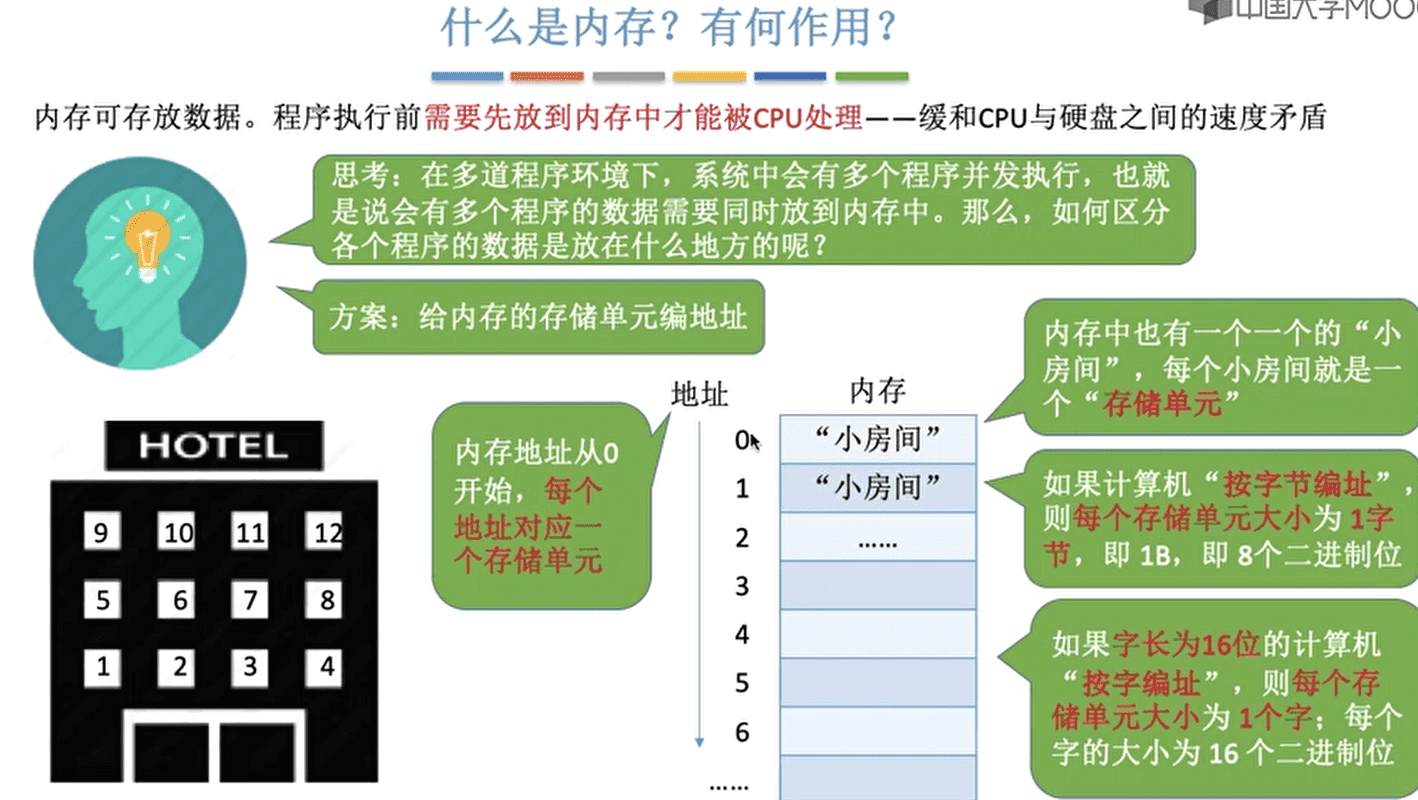 中国大学MOOC
什么是内存？有何作用？
内存可存放数据。程序执行前需要先放到内存中才能被CPU处理——缓和CPU与硬盘之间的速度矛盾
思考：在多道程序环境下，系统中会有多个程序并发执行，也就
是说会有多个程序的数据需要同时放到内存中。那么，如何区分
各个程序的数据是放在什么地方的呢？
方案：给内存的存储单元编地址
HOTEL
9 10 11 12
5 6 7 8
1 2 3 4
内存地址从0
开始，每个
地址对应一
个存储单元
地址 内存
0 “小房间”
1 “小房间”
2 ……
3
4
5
6
……
内存中也有一个一个的“小
房间”，每个小房间就是一
个“存储单元”
如果计算机“按字节编址”，
则每个存储单元大小为 1字
节，即 1B，即 8个二进制位
如果字长为16位的计算机
“按字编址”，则每个存
储单元大小为 1个字；每个
字的大小为 16 个二进制位